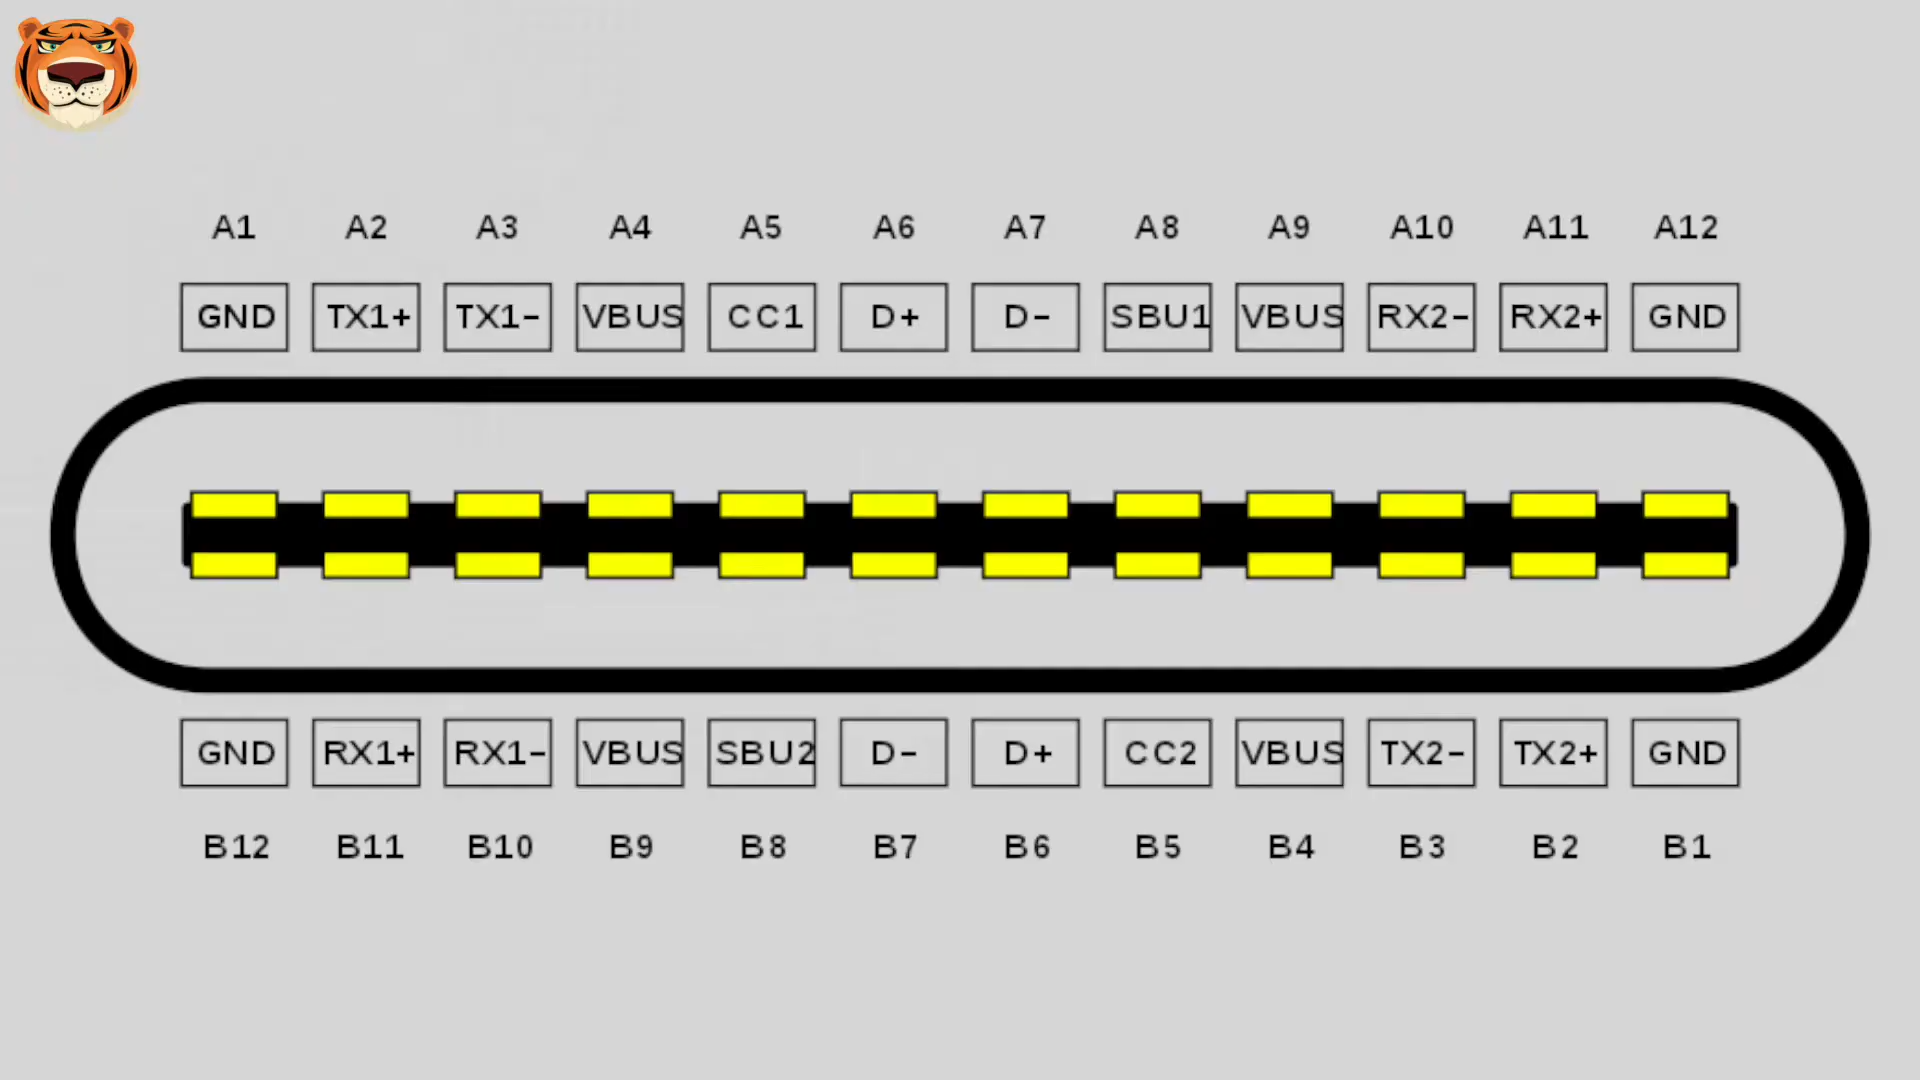 A1 A2 A3 A4 A5 A6 A7 A8 A9 A10 A11 A12
GND TX1+ TX1- VBUS CC1 D+ D- SBU1 VBUS RX2- RX2+ GND
GND RX1+ RX1- VBUS SBU2 D- D+ CC2 VBUS TX2- TX2+ GND
B12 B11 B10 B9 B8 B7 B6 B5 B4 B3 B2 B1